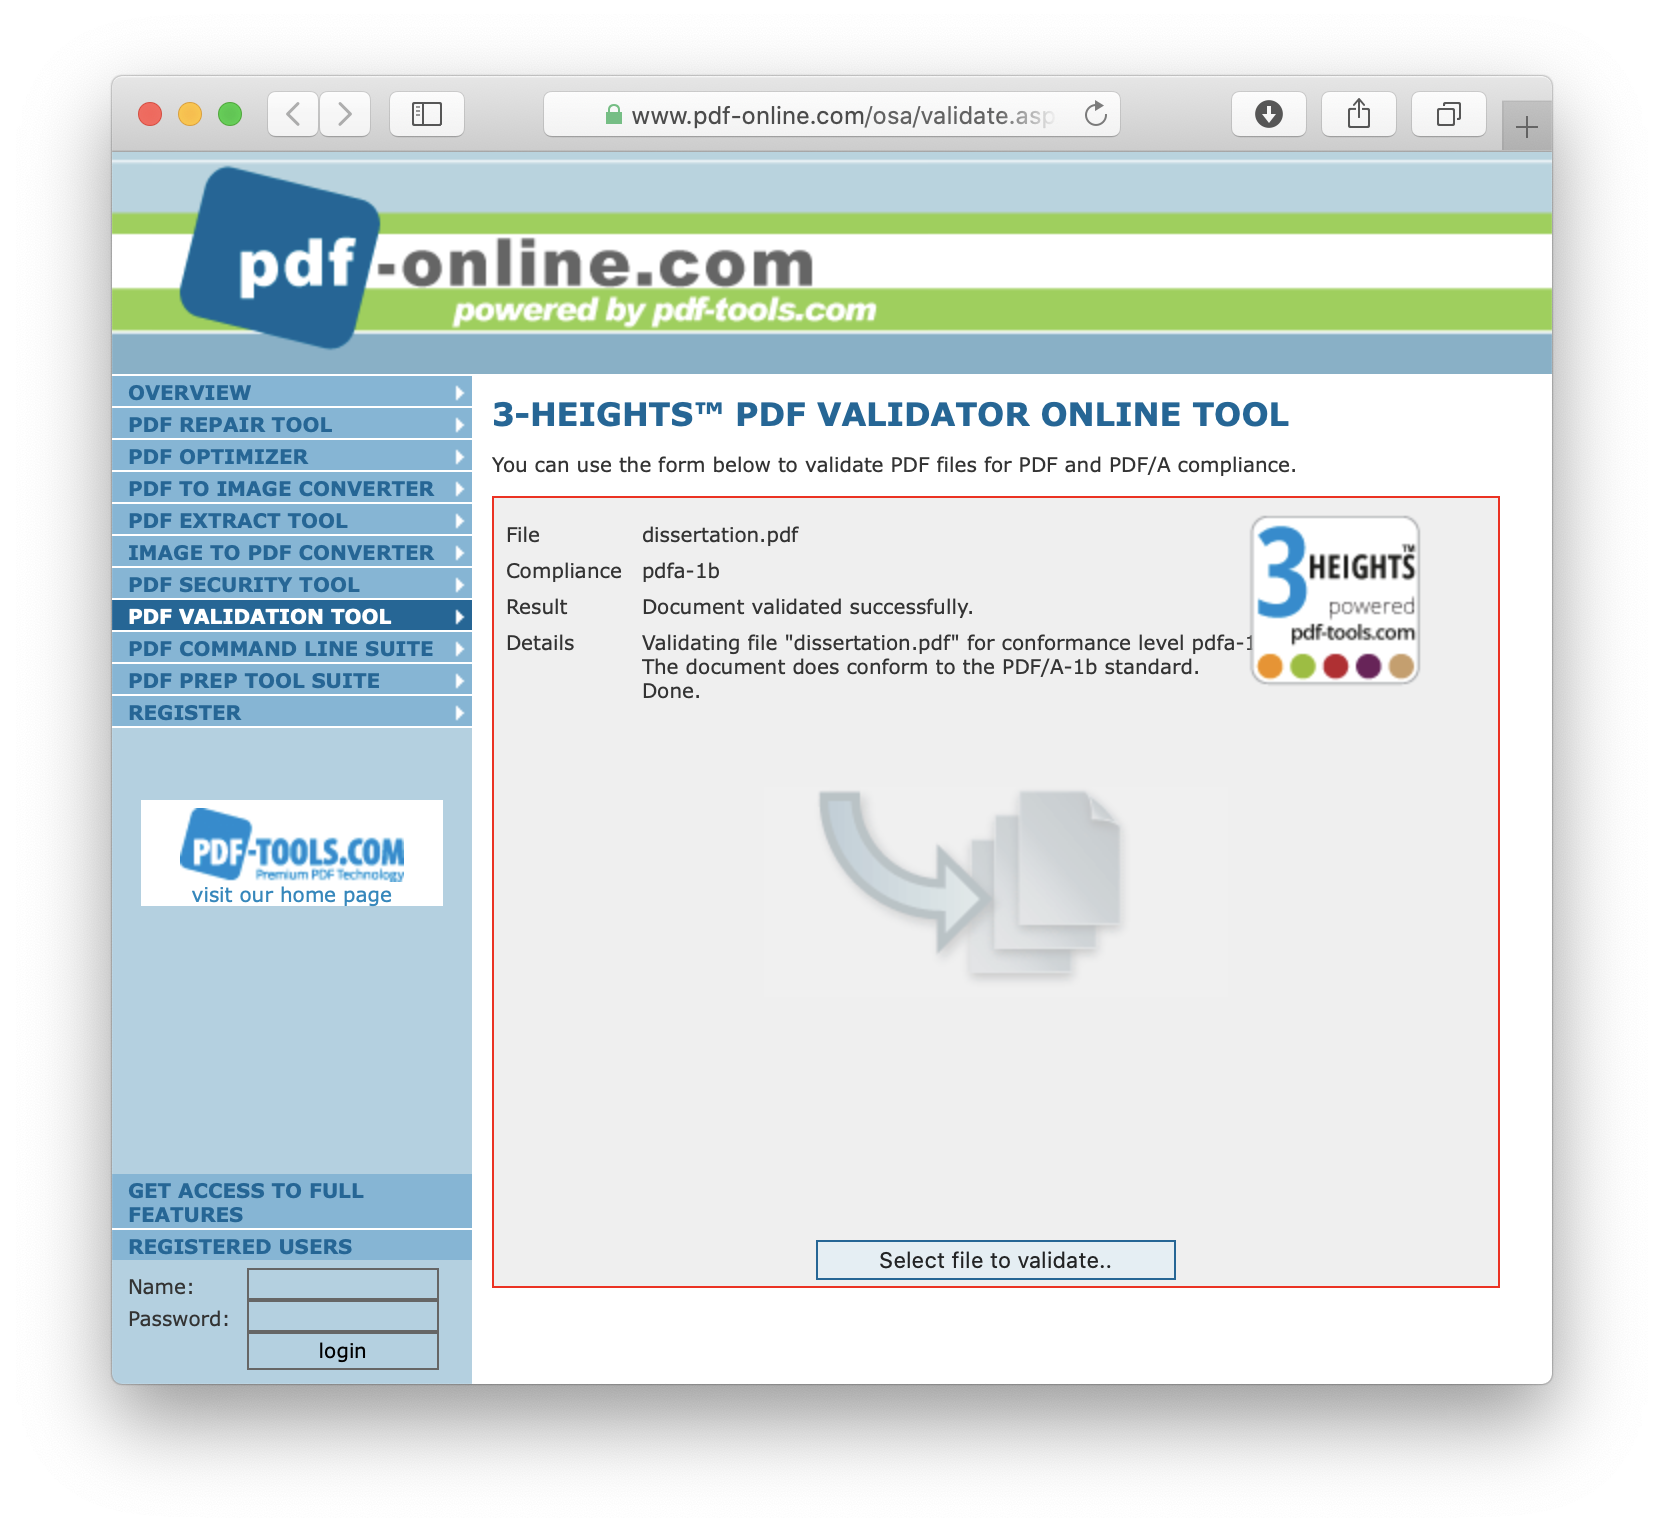 www.pdf-online.com/osa/validate.asp
pdf-online.com
powered by pdf-tools.com
OVERVIEW
PDF REPAIR TOOL
PDF OPTIMIZER
PDF TO IMAGE CONVERTER
PDF EXTRACT TOOL
IMAGE TO PDF CONVERTER
PDF SECURITY TOOL
PDF VALIDATION TOOL
PDF COMMAND LINE SUITE
PDF PREP TOOL SUITE
REGISTER
PDF-TOOLS.COM
Premium PDF Technology
visit our home page
GET ACCESS TO FULL
FEATURES
REGISTERED USERS
Name:
Password:
login
3-HEIGHTS™ PDF VALIDATOR ONLINE TOOL
You can use the form below to validate PDF files for PDF and PDF/A compliance.
File dissertation.pdf
Compliance pdfa-1b
Result Document validated successfully.
Details Validating file "dissertation.pdf" for conformance level pdfa-1
The document does conform to the PDF/A-1b standard.
Done.
3HEIGHTS™
powered
pdf-tools.com
Select file to validate..